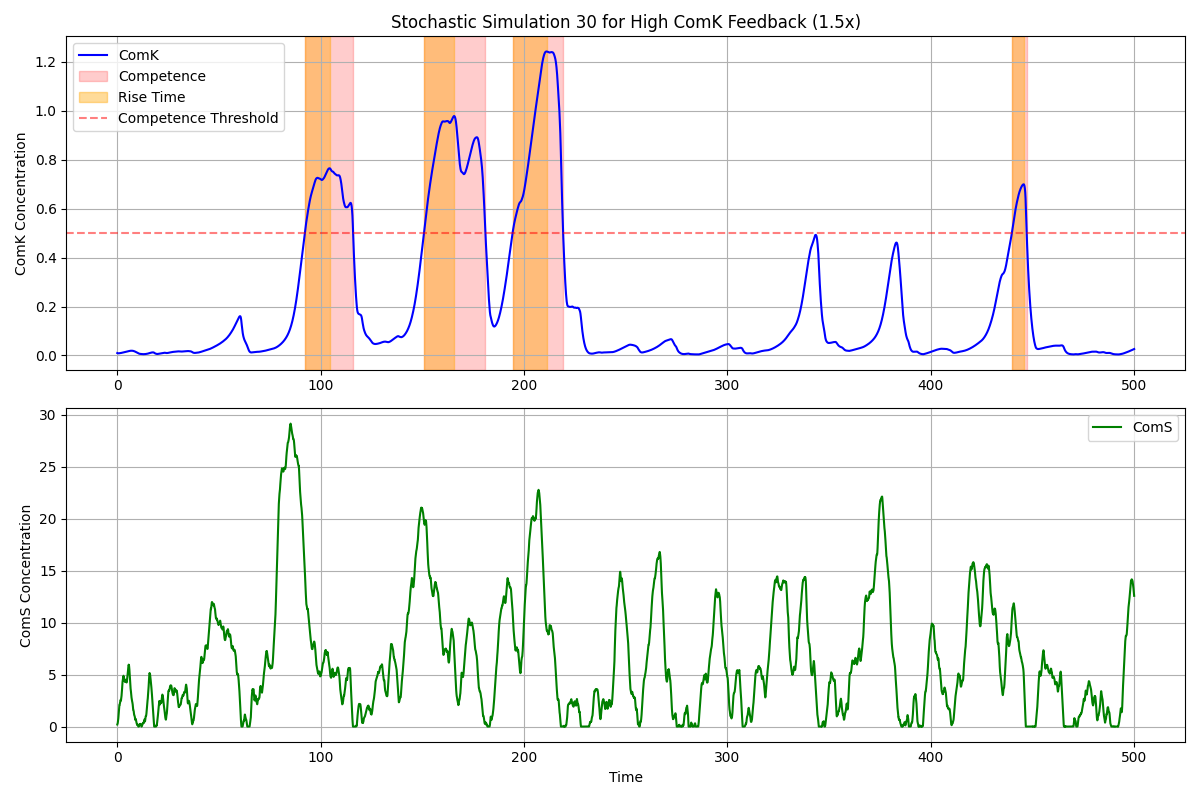 Stochastic Simulation 30 for High ComK Feedback (1.5x)
ComK
Competence
Rise Time
Competence Threshold
ComK Concentration
1.2
1.0
0.8
0.6
0.4
0.2
0.0
0 100 200 300 400 500
ComS
ComS Concentration
30
25
20
15
10
5
0
0 100 200 300 400 500
Time